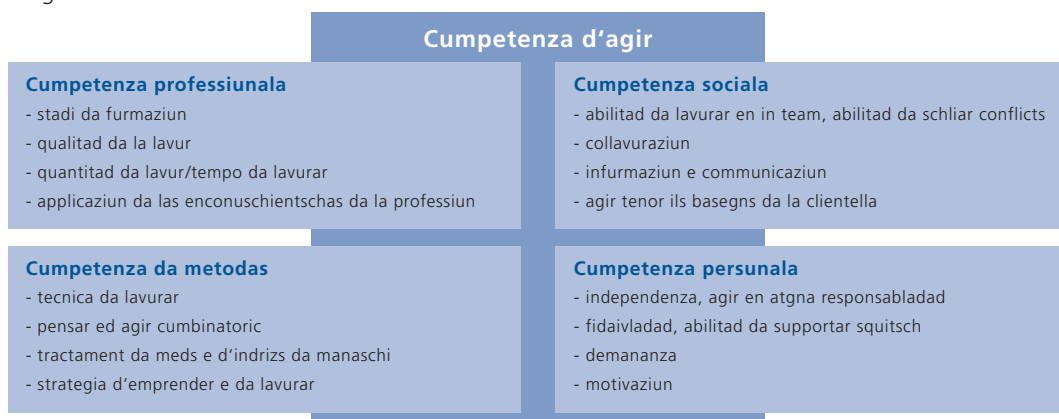 Cumpetenza d‘agir
Cumpetenza professiunala
- stadi da furmaziun
- qualitad da la lavur
- quantitad da lavur/tempo da lavurar
- applicaziun da las enconuschientschas da la professiun
Cumpetenza sociala
- abilitad da lavurar en in team, abilitad da schliar conflicts
- collavuraziun
- infurmaziun e communicaziun
- agir tenor ils basegns da la clientella
Cumpetenza da metodas
- tecnica da lavurar
- pensar ed agir cumbinatoric
- tractament da meds e d’indrizs da manaschi
- strategia d’emprender e da lavurar
Cumpetenza persunala
- independenza, agir en atgna responsabladad
- fidaivladad, abilitad da supportar squitsch
- demananza
- motivaziun